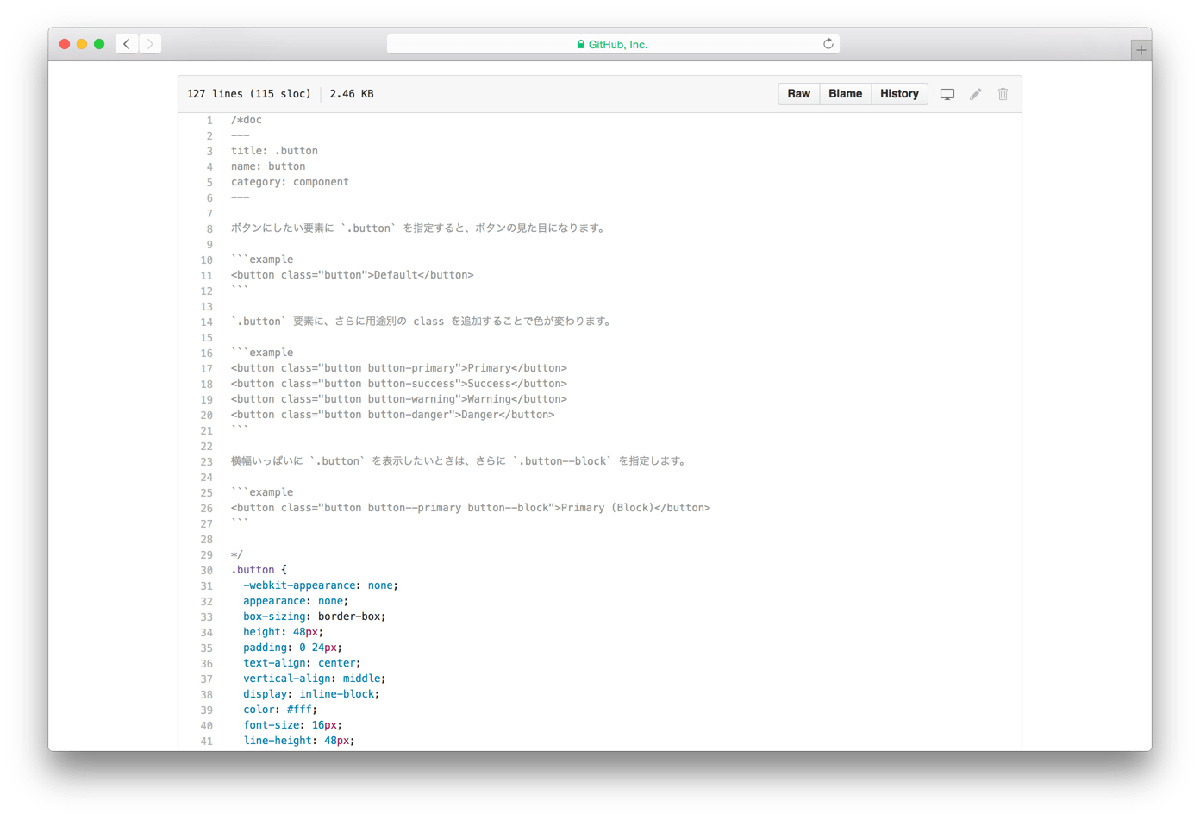 GitHub, Inc.
127 lines (115 sloc) 2.46 KB Raw Blame History
1 /*doc
2 ---
3 title: .button
4 name: button
5 category: component
6 ---
7
8 ボタンにしたい要素に `.button` を指定すると、ボタンの見た目になります。
9
10 ```example
11 <button class="button">Default</button>
12 ```
13
14 `.button` 要素に、さらに用途別の class を追加することで色が変わります。
15
16 ```example
17 <button class="button button-primary">Primary</button>
18 <button class="button button-success">Success</button>
19 <button class="button button-warning">Warning</button>
20 <button class="button button-danger">Danger</button>
21 ```
22
23 横幅いっぱいに `.button` を表示したいときは、さらに `.button--block` を指定します。
24
25 ```example
26 <button class="button button--primary button--block">Primary (Block)</button>
27 ```
28
29 */
30 .button {
31 -webkit-appearance: none;
32 appearance: none;
33 box-sizing: border-box;
34 height: 48px;
35 padding: 0 24px;
36 text-align: center;
37 vertical-align: middle;
38 display: inline-block;
39 color: #fff;
40 font-size: 16px;
41 line-height: 48px;